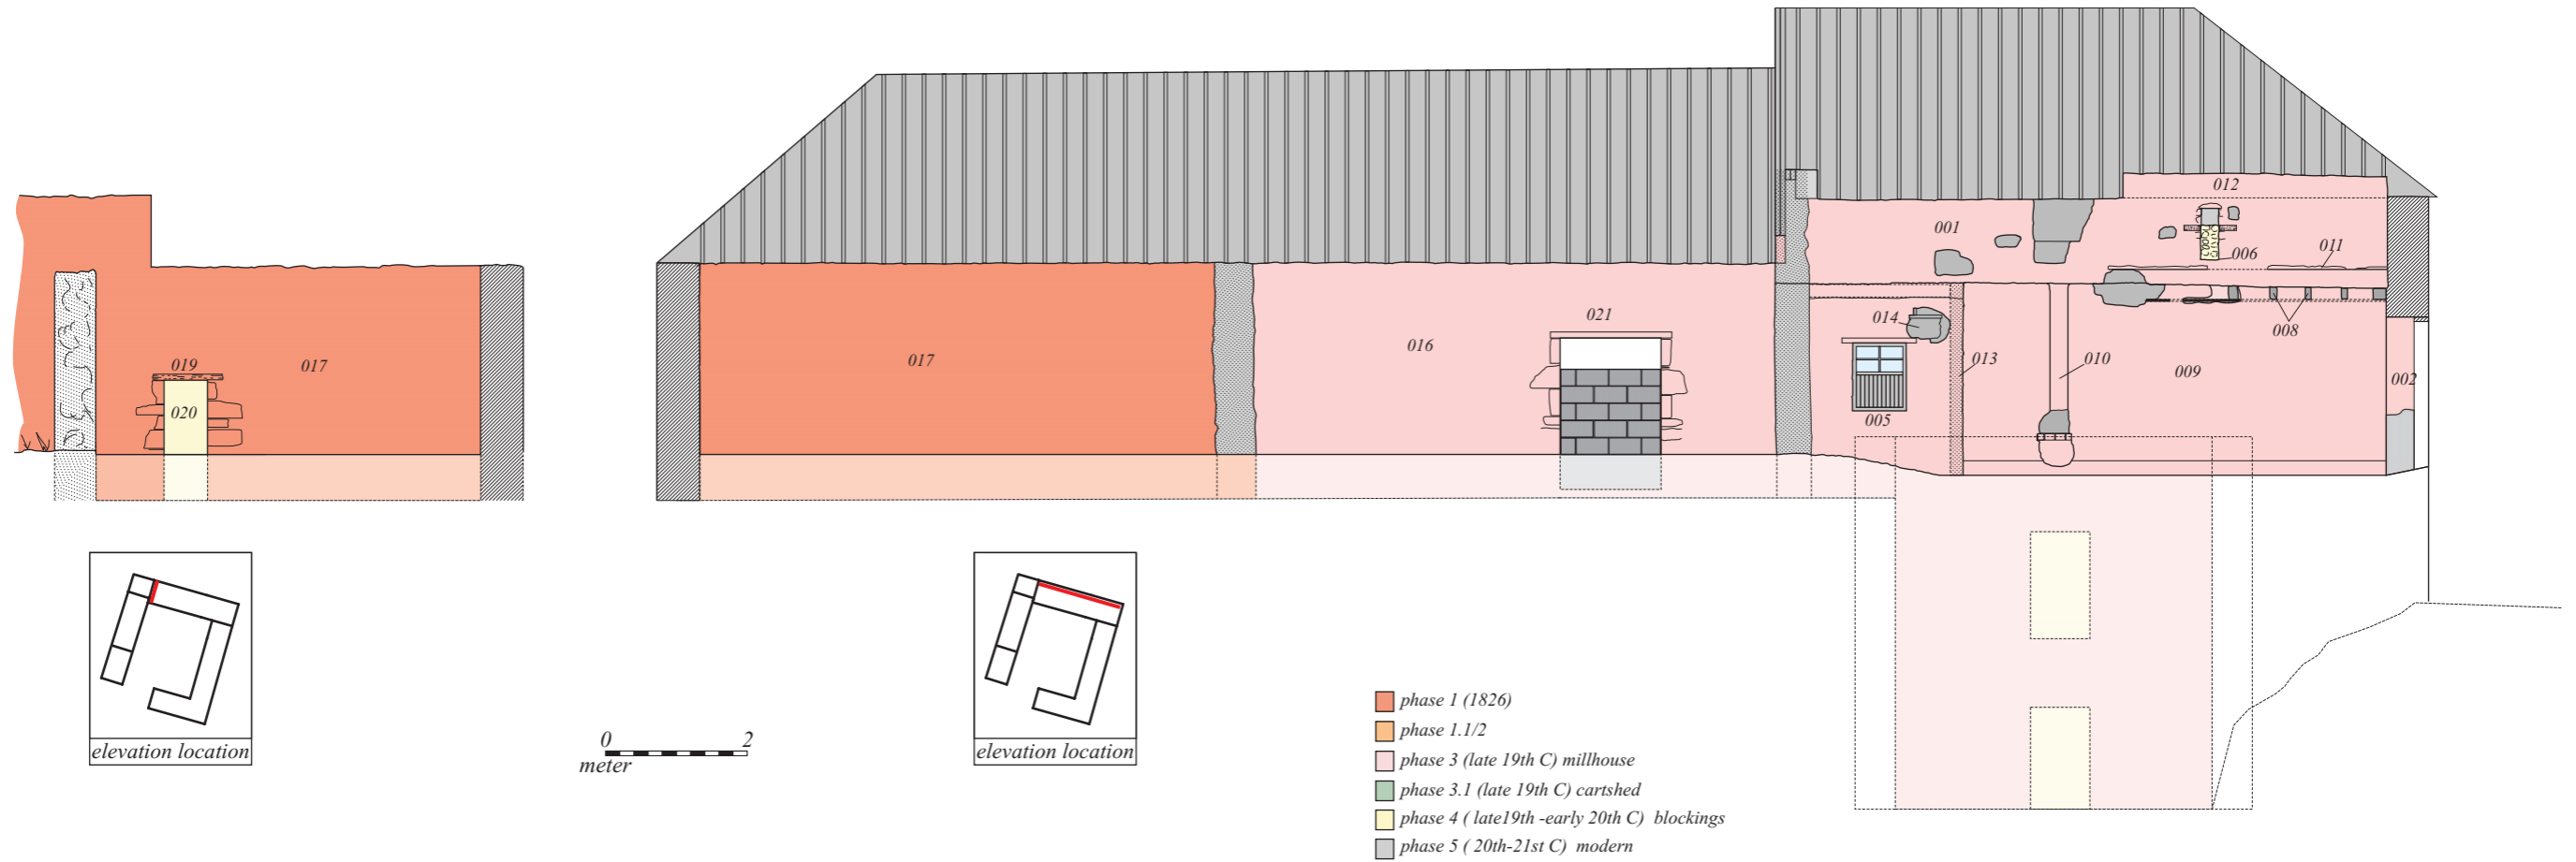 012
001
006
011
021
014
008
019
017
017
016
013
010
009
002
020
005
elevation location
0 2
meter
elevation location
phase 1 (1826)
phase 1.1/2
phase 3 (late 19th C) millhouse
phase 3.1 (late 19th C) cartshed
phase 4 ( late19th -early 20th C) blockings
phase 5 ( 20th-21st C) modern